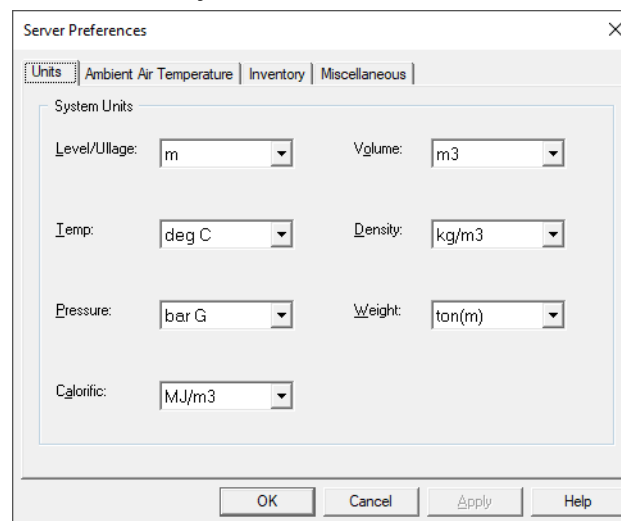 Server Preferences
Units Ambient Air Temperature Inventory Miscellaneous
System Units
Level/Ullage: m Volume: m3
Temp: deg C Density: kg/m3
Pressure: bar G Weight: ton(m)
Calorific: MJ/m3
OK Cancel Apply Help